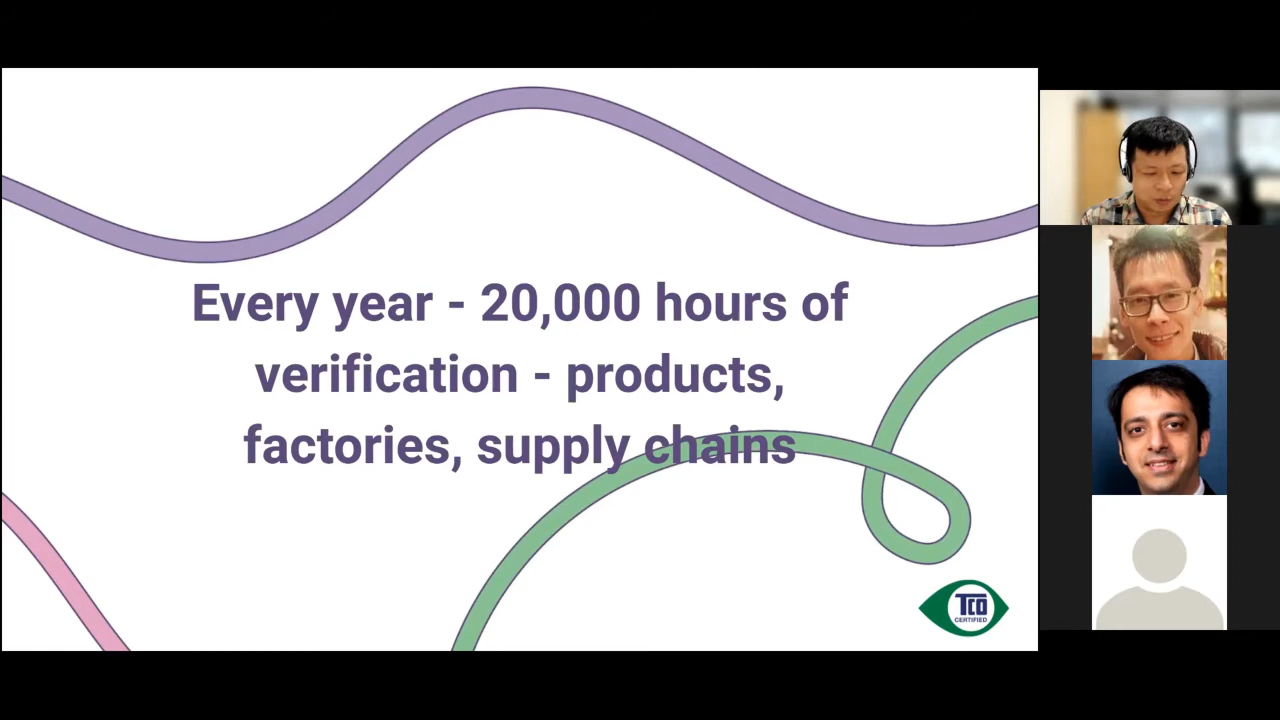 Every year - 20,000 hours of
verification - products,
factories, supply chains
TCO
CERTIFIED